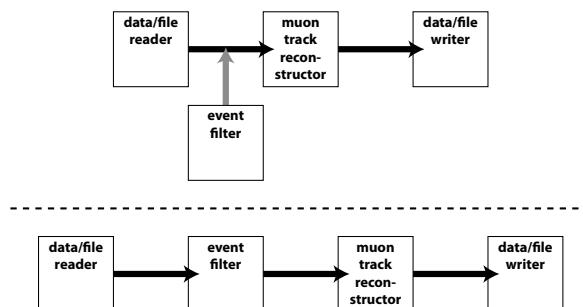 data/file
reader
muon
track
recon-
structor
data/file
writer
event
filter
data/file
reader
event
filter
muon
track
recon-
structor
data/file
writer